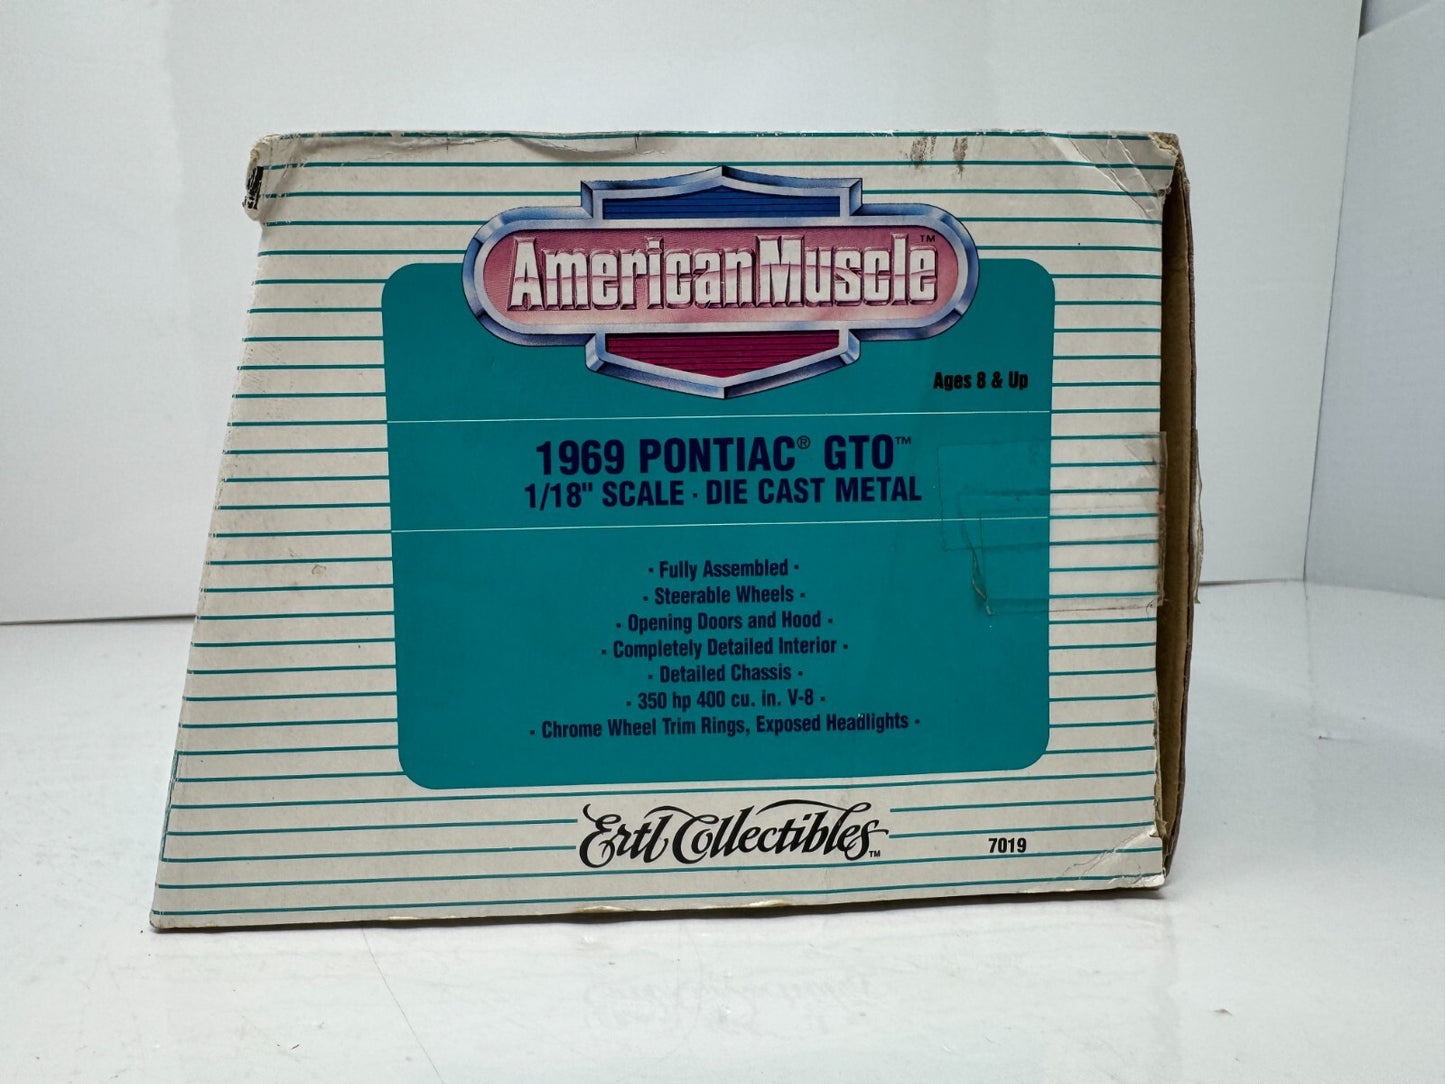 AmericanMuscle™
Ages 8 & Up
1969 PONTIAC® GTO™
1/18" SCALE · DIE CAST METAL
· Fully Assembled ·
· Steerable Wheels ·
· Opening Doors and Hood ·
· Completely Detailed Interior ·
· Detailed Chassis ·
· 350 hp 400 cu. in. V-8 ·
· Chrome Wheel Trim Rings, Exposed Headlights ·
Ertl Collectibles™
7019